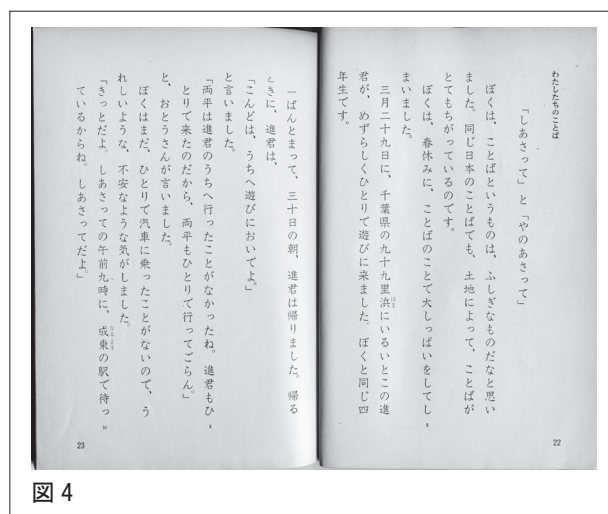 わたしたちのことば
「しあさって」と「やのあさって」
ぼくは、ことばというものは、ふしぎなものだなと思い
ました。同じ日本のことばでも、土地によって、ことばが
とてもちがっているのです。
ぼくは、春休みに、ことばのことで大しっぱいをしてし
まいました。
三月二十九日に、千葉県の九十九里浜にいるいとこの進
君が、めずらしくひとりで遊びに来ました。ぼくと同じ四
年生です。
22
一ばんとまって、三十日の朝、進君は帰りました。帰る
ときに、進君は、
「こんどは、うちへ遊びにおいでよ。」
と言いました。
「両平は進君のうちへ行ったことがなかったね。進君もひ
とりで来たのだから、両平もひとりで行ってごらん。」
と、おとうさんが言いました。
ぼくはまだ、ひとりで汽車に乗ったことがないので、う
れしいような、不安なような気がしました。
「きっとだよ。しあさっての午前九時に、成東の駅で待っ
ているからね。しあさってだよ。」
23
図 4